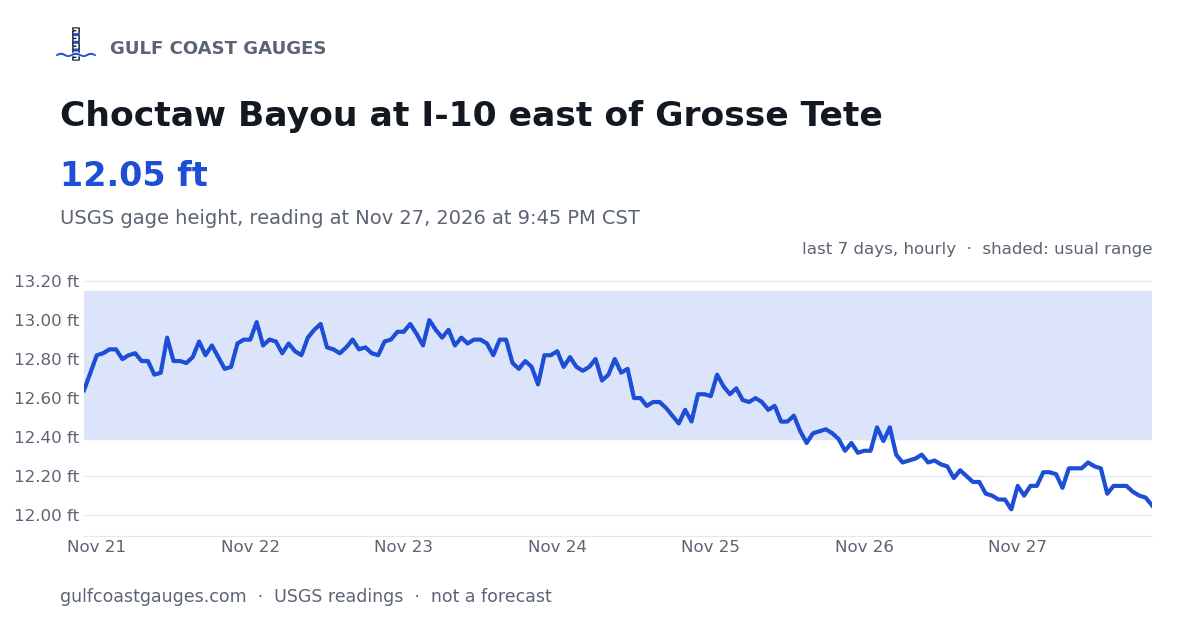 GULF COAST GAUGES
Choctaw Bayou at I-10 east of Grosse Tete
12.05 ft
USGS gage height, reading at Nov 27, 2026 at 9:45 PM CST
last 7 days, hourly · shaded: usual range
13.20 ft
13.00 ft
12.80 ft
12.60 ft
12.40 ft
12.20 ft
12.00 ft
Nov 21 Nov 22 Nov 23 Nov 24 Nov 25 Nov 26 Nov 27
gulfcoastgauges.com · USGS readings · not a forecast